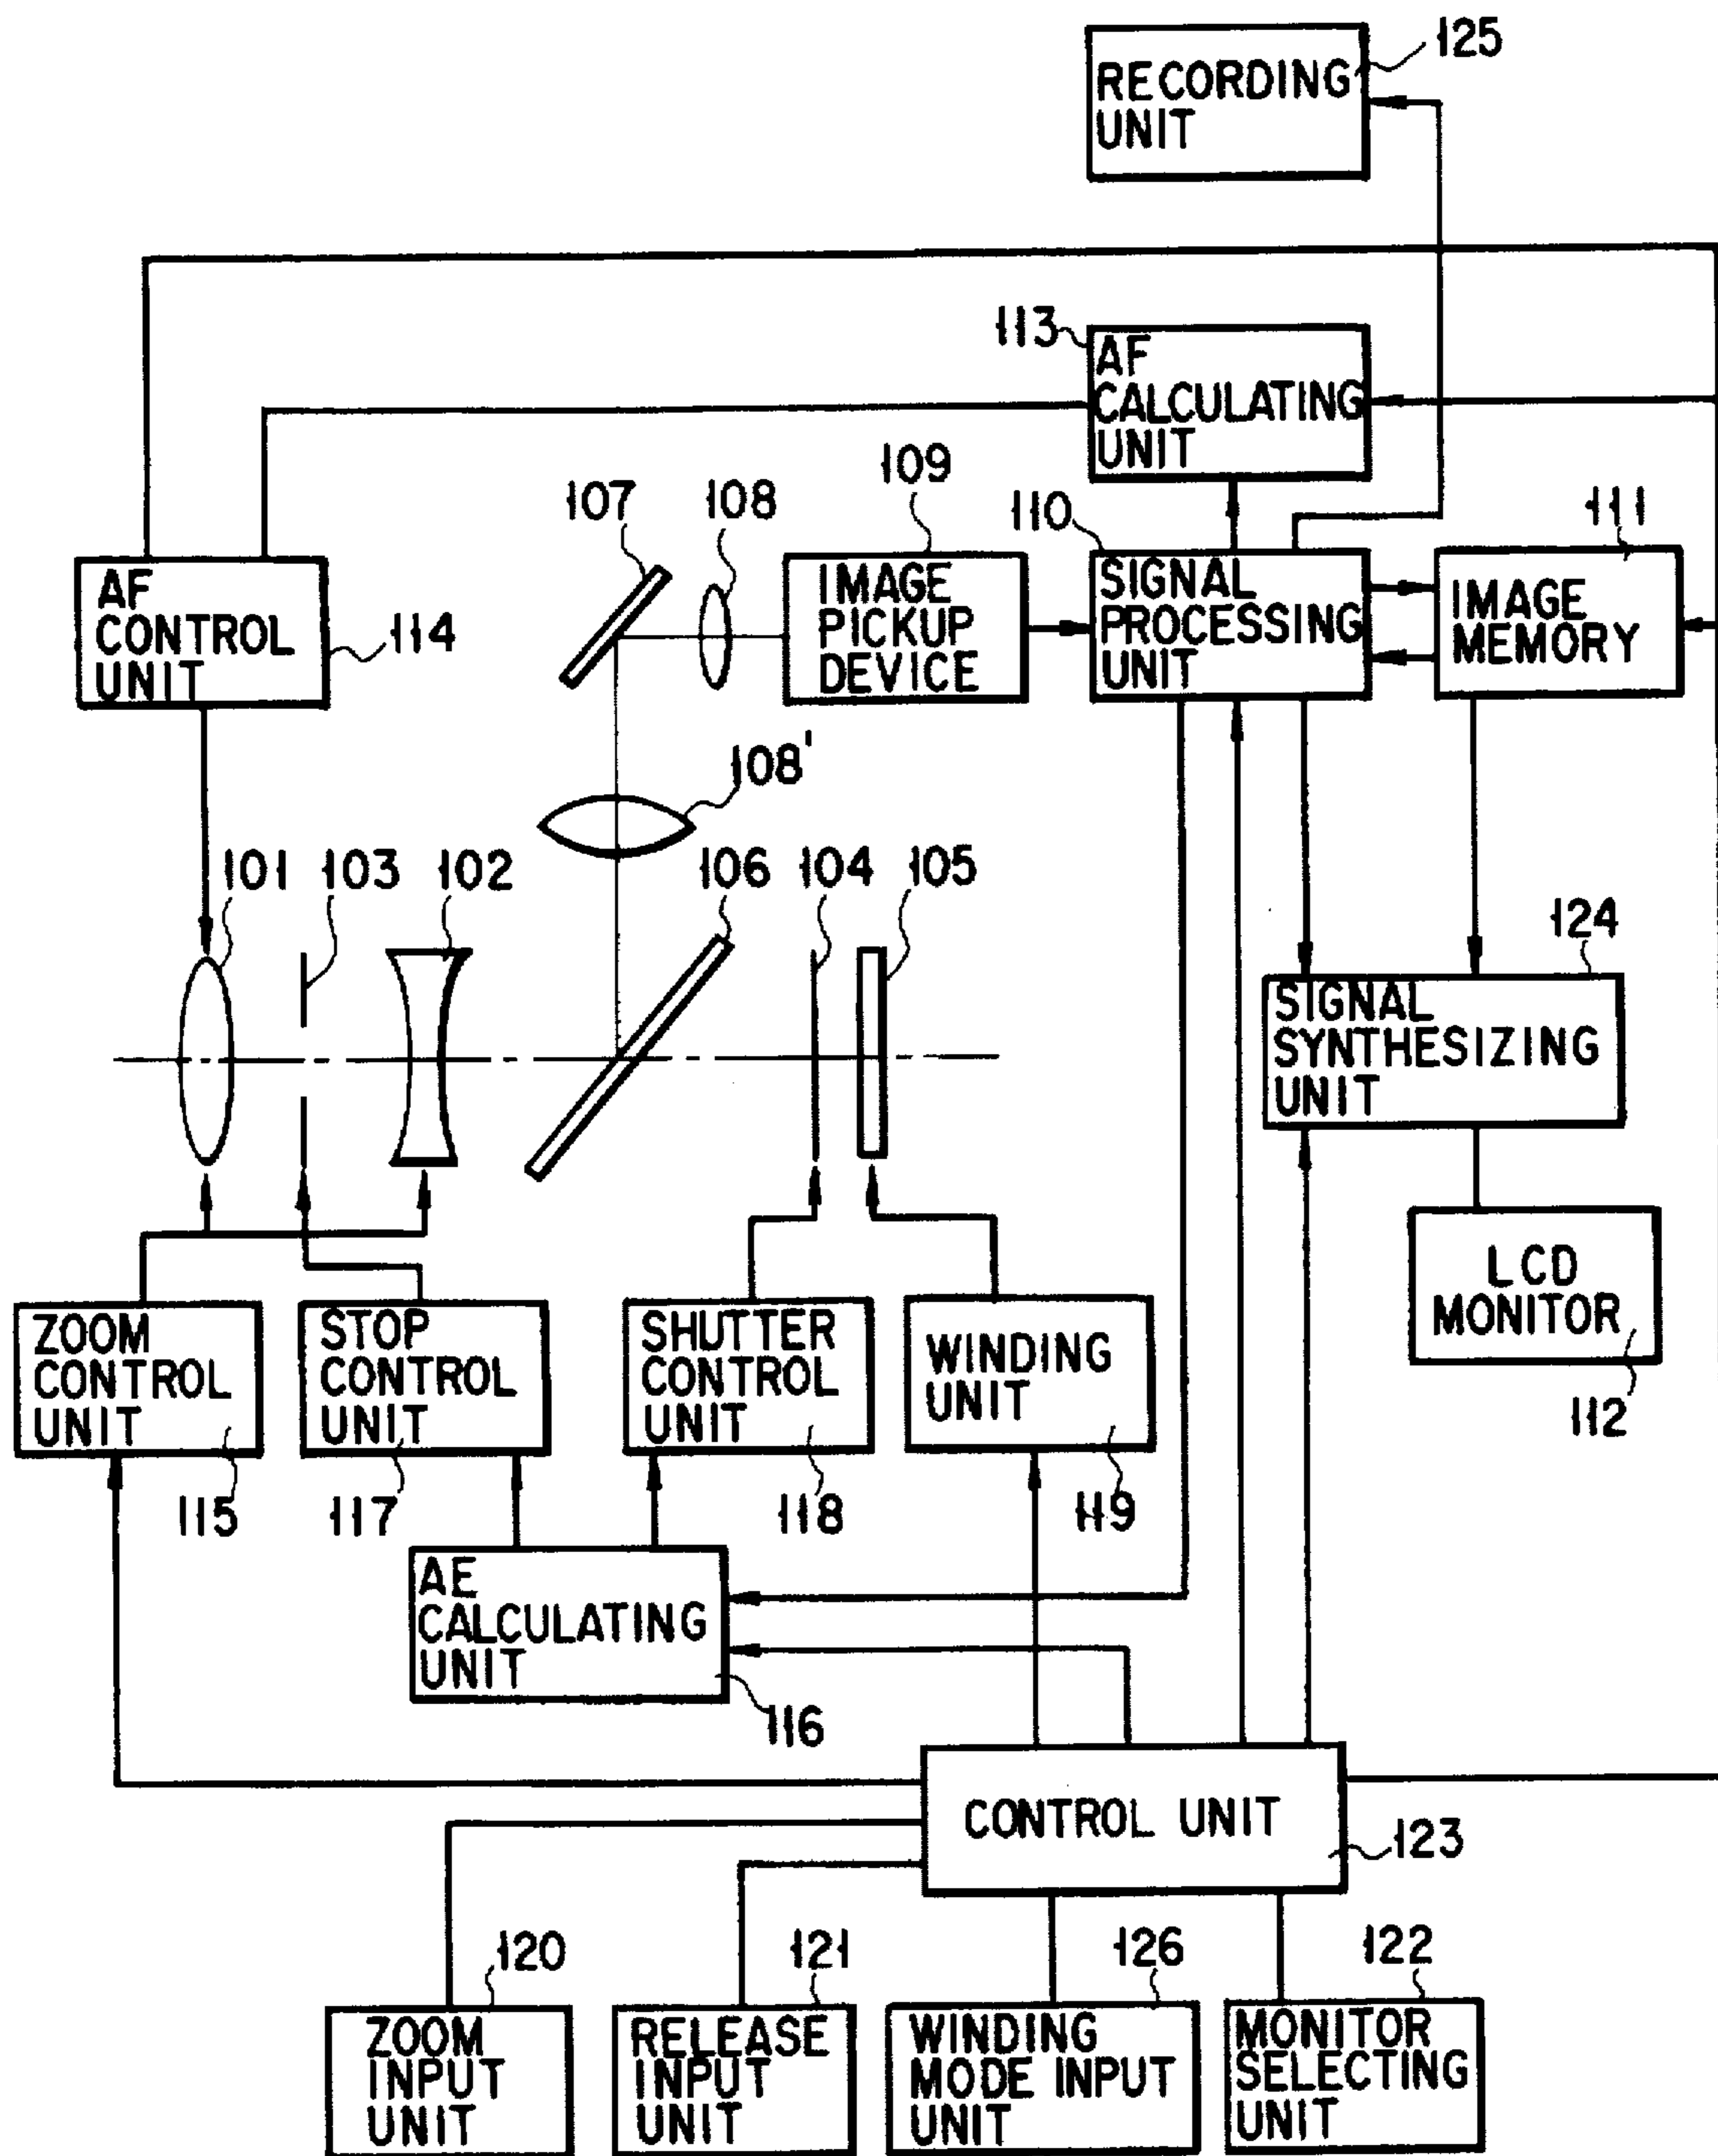 125
RECORDING
UNIT
113
AF
CALCULATING
UNIT
107
108
109
110
111
AF
CONTROL
UNIT
114
IMAGE
PICKUP
DEVICE
SIGNAL
PROCESSING
UNIT
IMAGE
MEMORY
108'
101
103
102
106
104
105
124
SIGNAL
SYNTHESIZING
UNIT
LCD
MONITOR
112
ZOOM
CONTROL
UNIT
115
STOP
CONTROL
UNIT
117
SHUTTER
CONTROL
UNIT
118
WINDING
UNIT
119
AE
CALCULATING
UNIT
116
CONTROL UNIT
123
120
121
126
122
ZOOM
INPUT
UNIT
RELEASE
INPUT
UNIT
WINDING
MODE INPUT
UNIT
MONITOR
SELECTING
UNIT